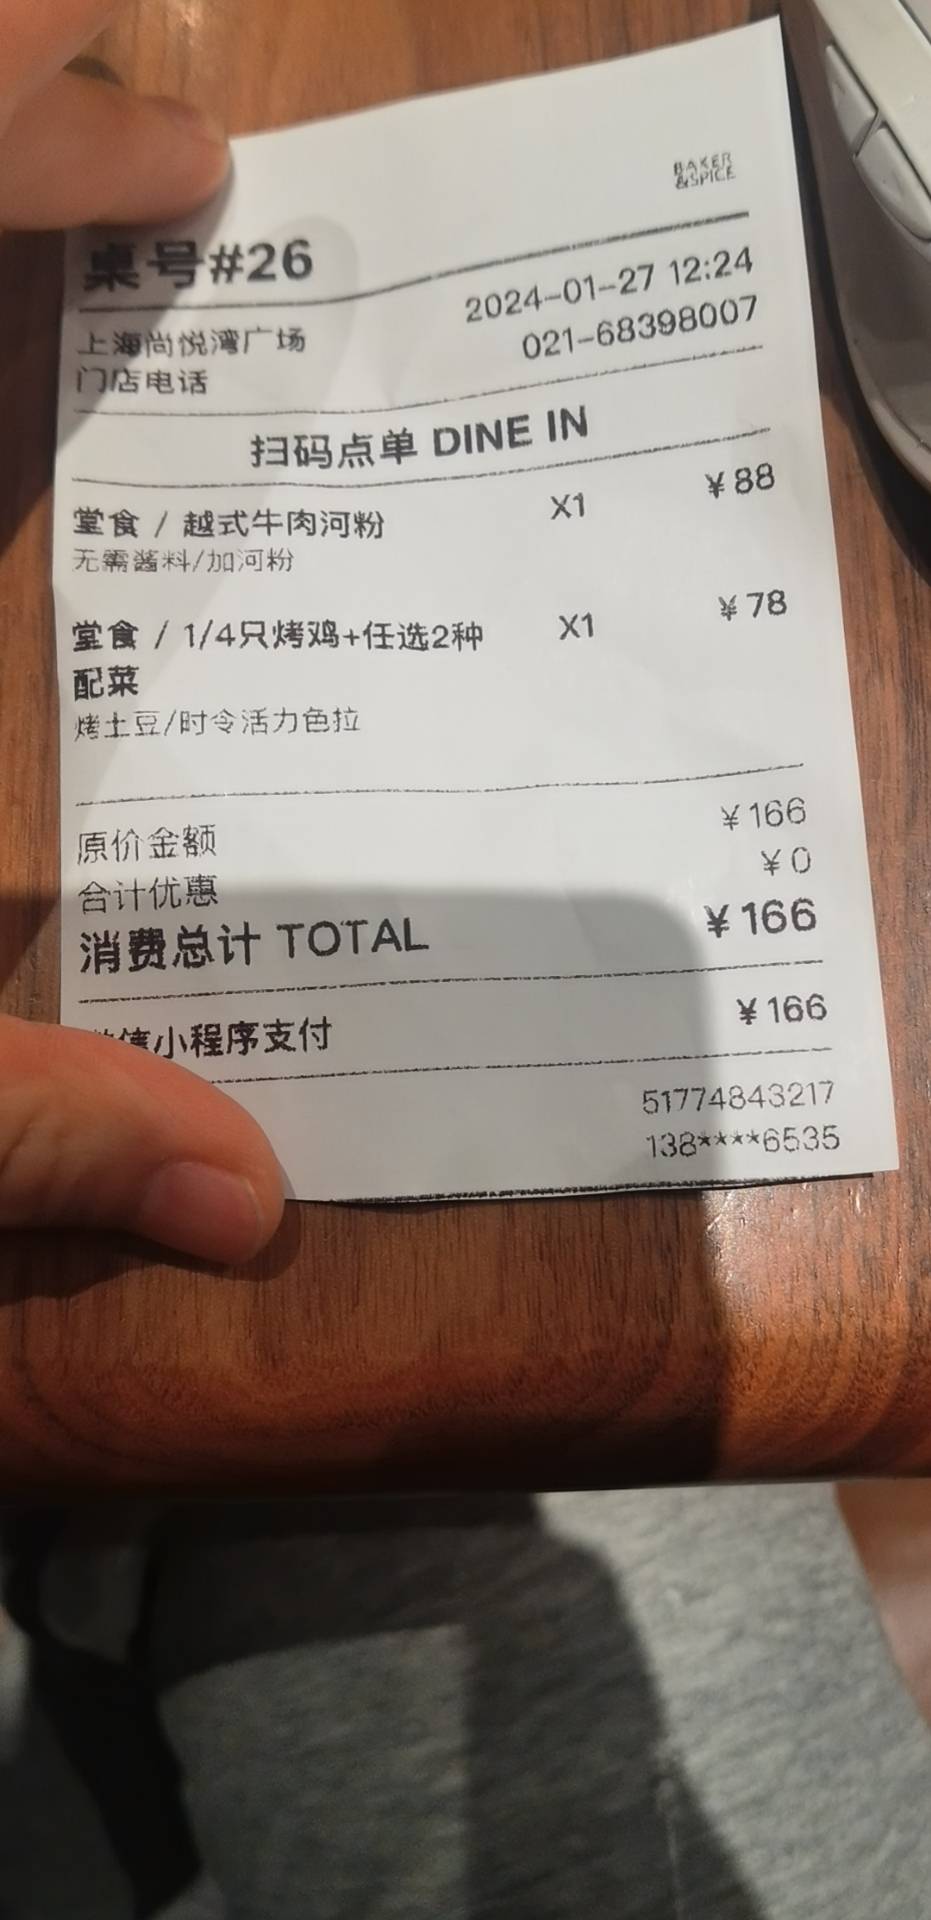 BAKER
&SPICE
桌号#26
上海尚悦湾广场 2024-01-27 12:24
门店电话 021-68398007
扫码点单 DINE IN
堂食 / 越式牛肉河粉 X1 ¥88
无需酱料/加河粉
堂食 / 1/4只烤鸡+任选2种 X1 ¥78
配菜
烤土豆/时令活力色拉
原价金额 ¥166
合计优惠 ¥0
消费总计 TOTAL ¥166
微信小程序支付 ¥166
51774843217
138****6535